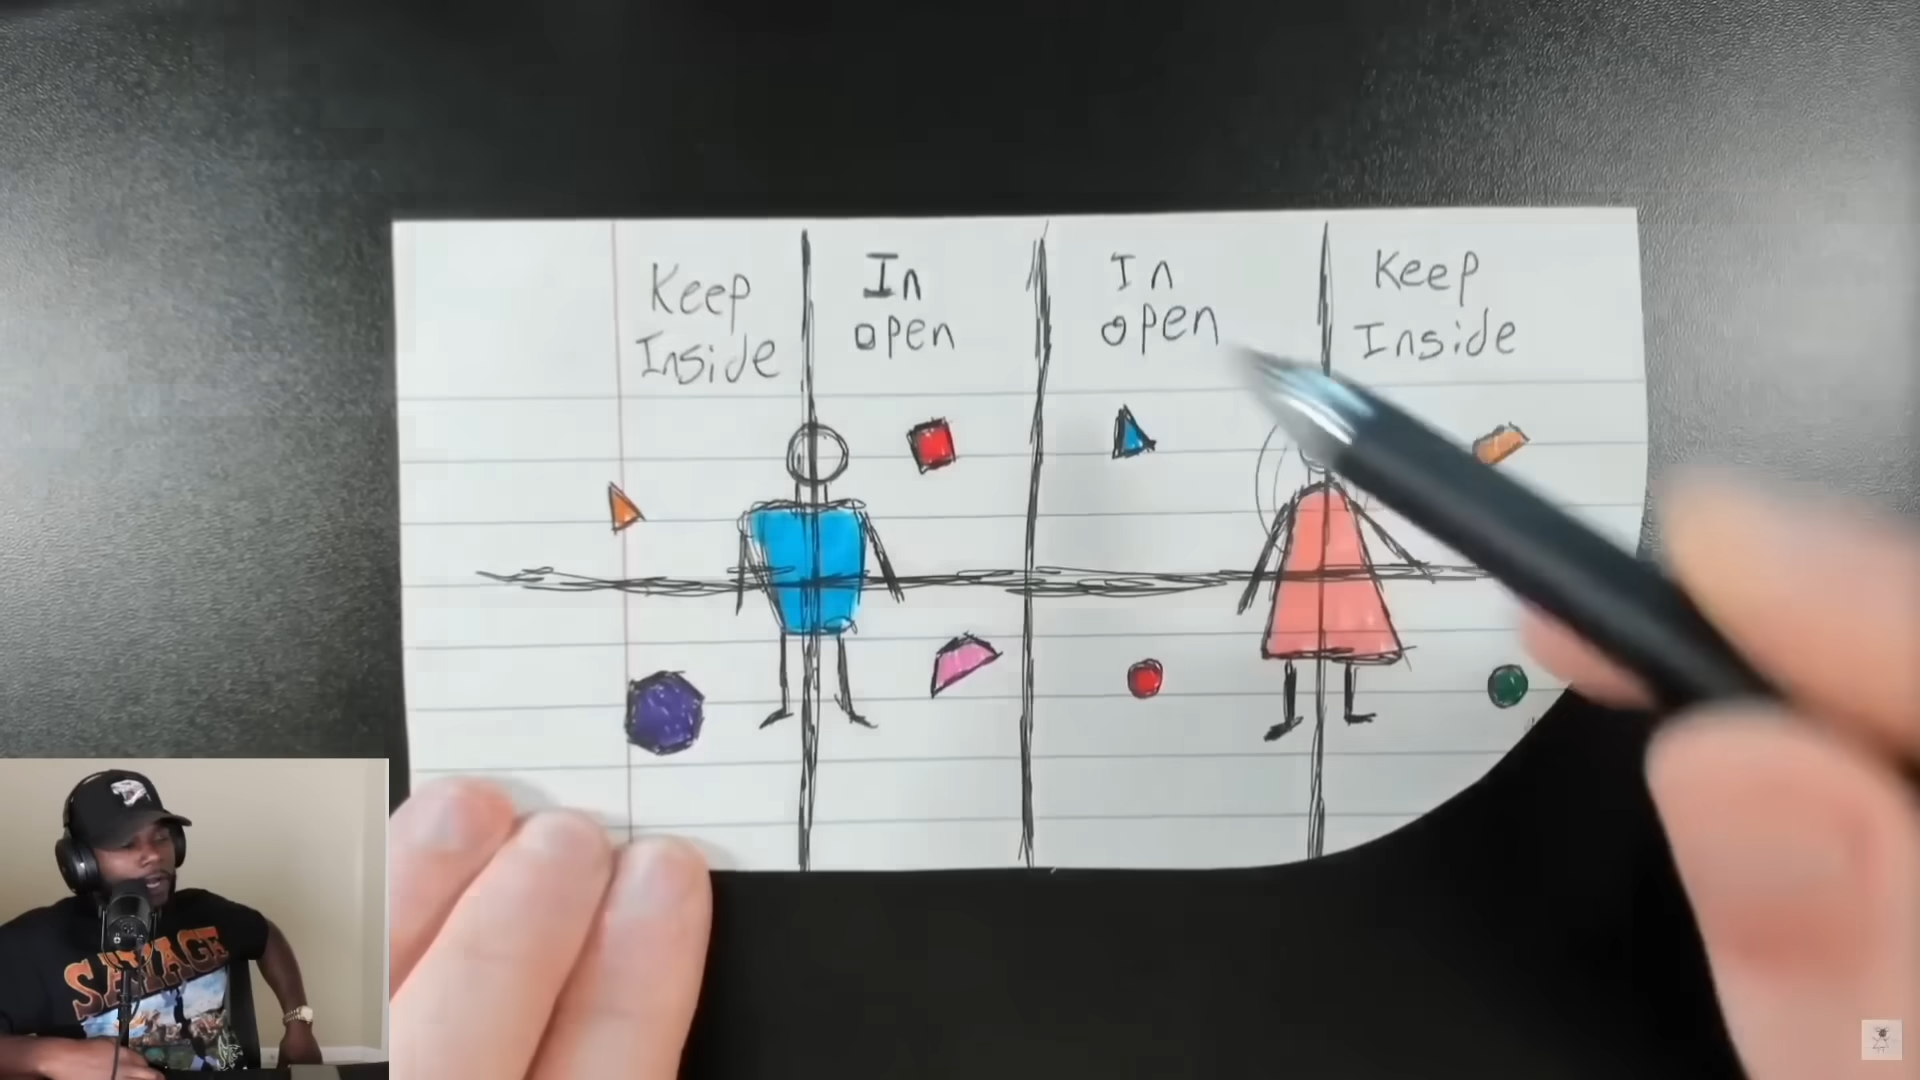 Keep
Inside
In
open
In
open
Keep
Inside
SAVAGE